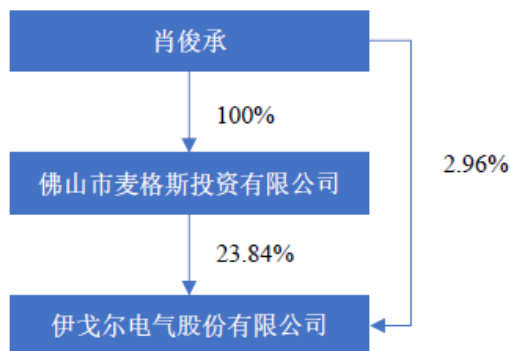 肖俊承
100%
2.96%
佛山市麦格斯投资有限公司
23.84%
伊戈尔电气股份有限公司